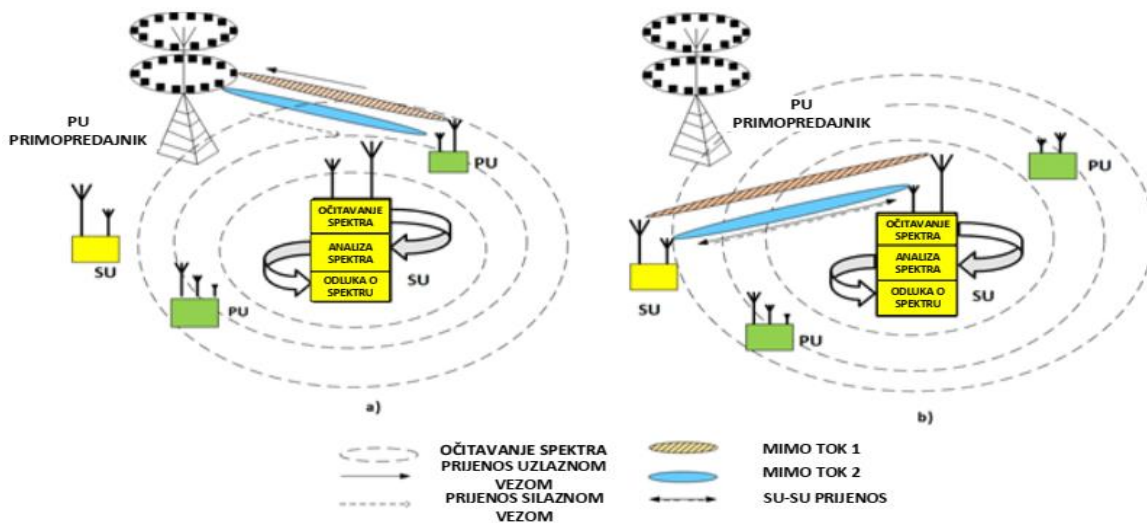 PU
PRIMOPREDAJNIK
PU
SU
OČITAVANJE
SPEKTRA
ANALIZA
SPEKTRA
ODLUKA O
SPEKTRU
SU
PU
a)
PU
PRIMOPREDAJNIK
PU
SU
OČITAVANJE
SPEKTRA
ANALIZA
SPEKTRA
ODLUKA O
SPEKTRU
SU
PU
b)
OČITAVANJE SPEKTRA
PRIJENOS UZLAZNOM
VEZOM
PRIJENOS SILAZNOM
VEZOM
MIMO TOK 1
MIMO TOK 2
SU-SU PRIJENOS